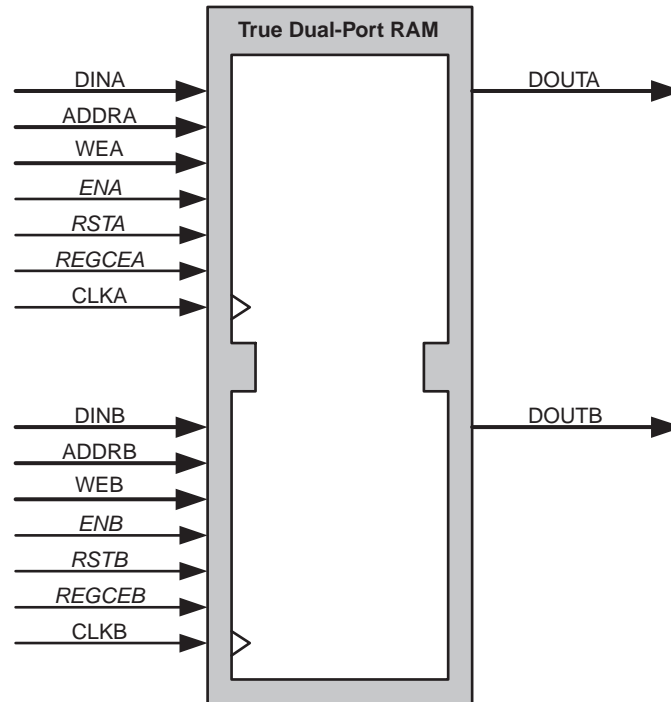 True Dual-Port RAM
DINA
DOUTA
ADDRA
WEA
ENA
RSTA
REGCEA
CLKA
DINB
DOUTB
ADDRB
WEB
ENB
RSTB
REGCEB
CLKB